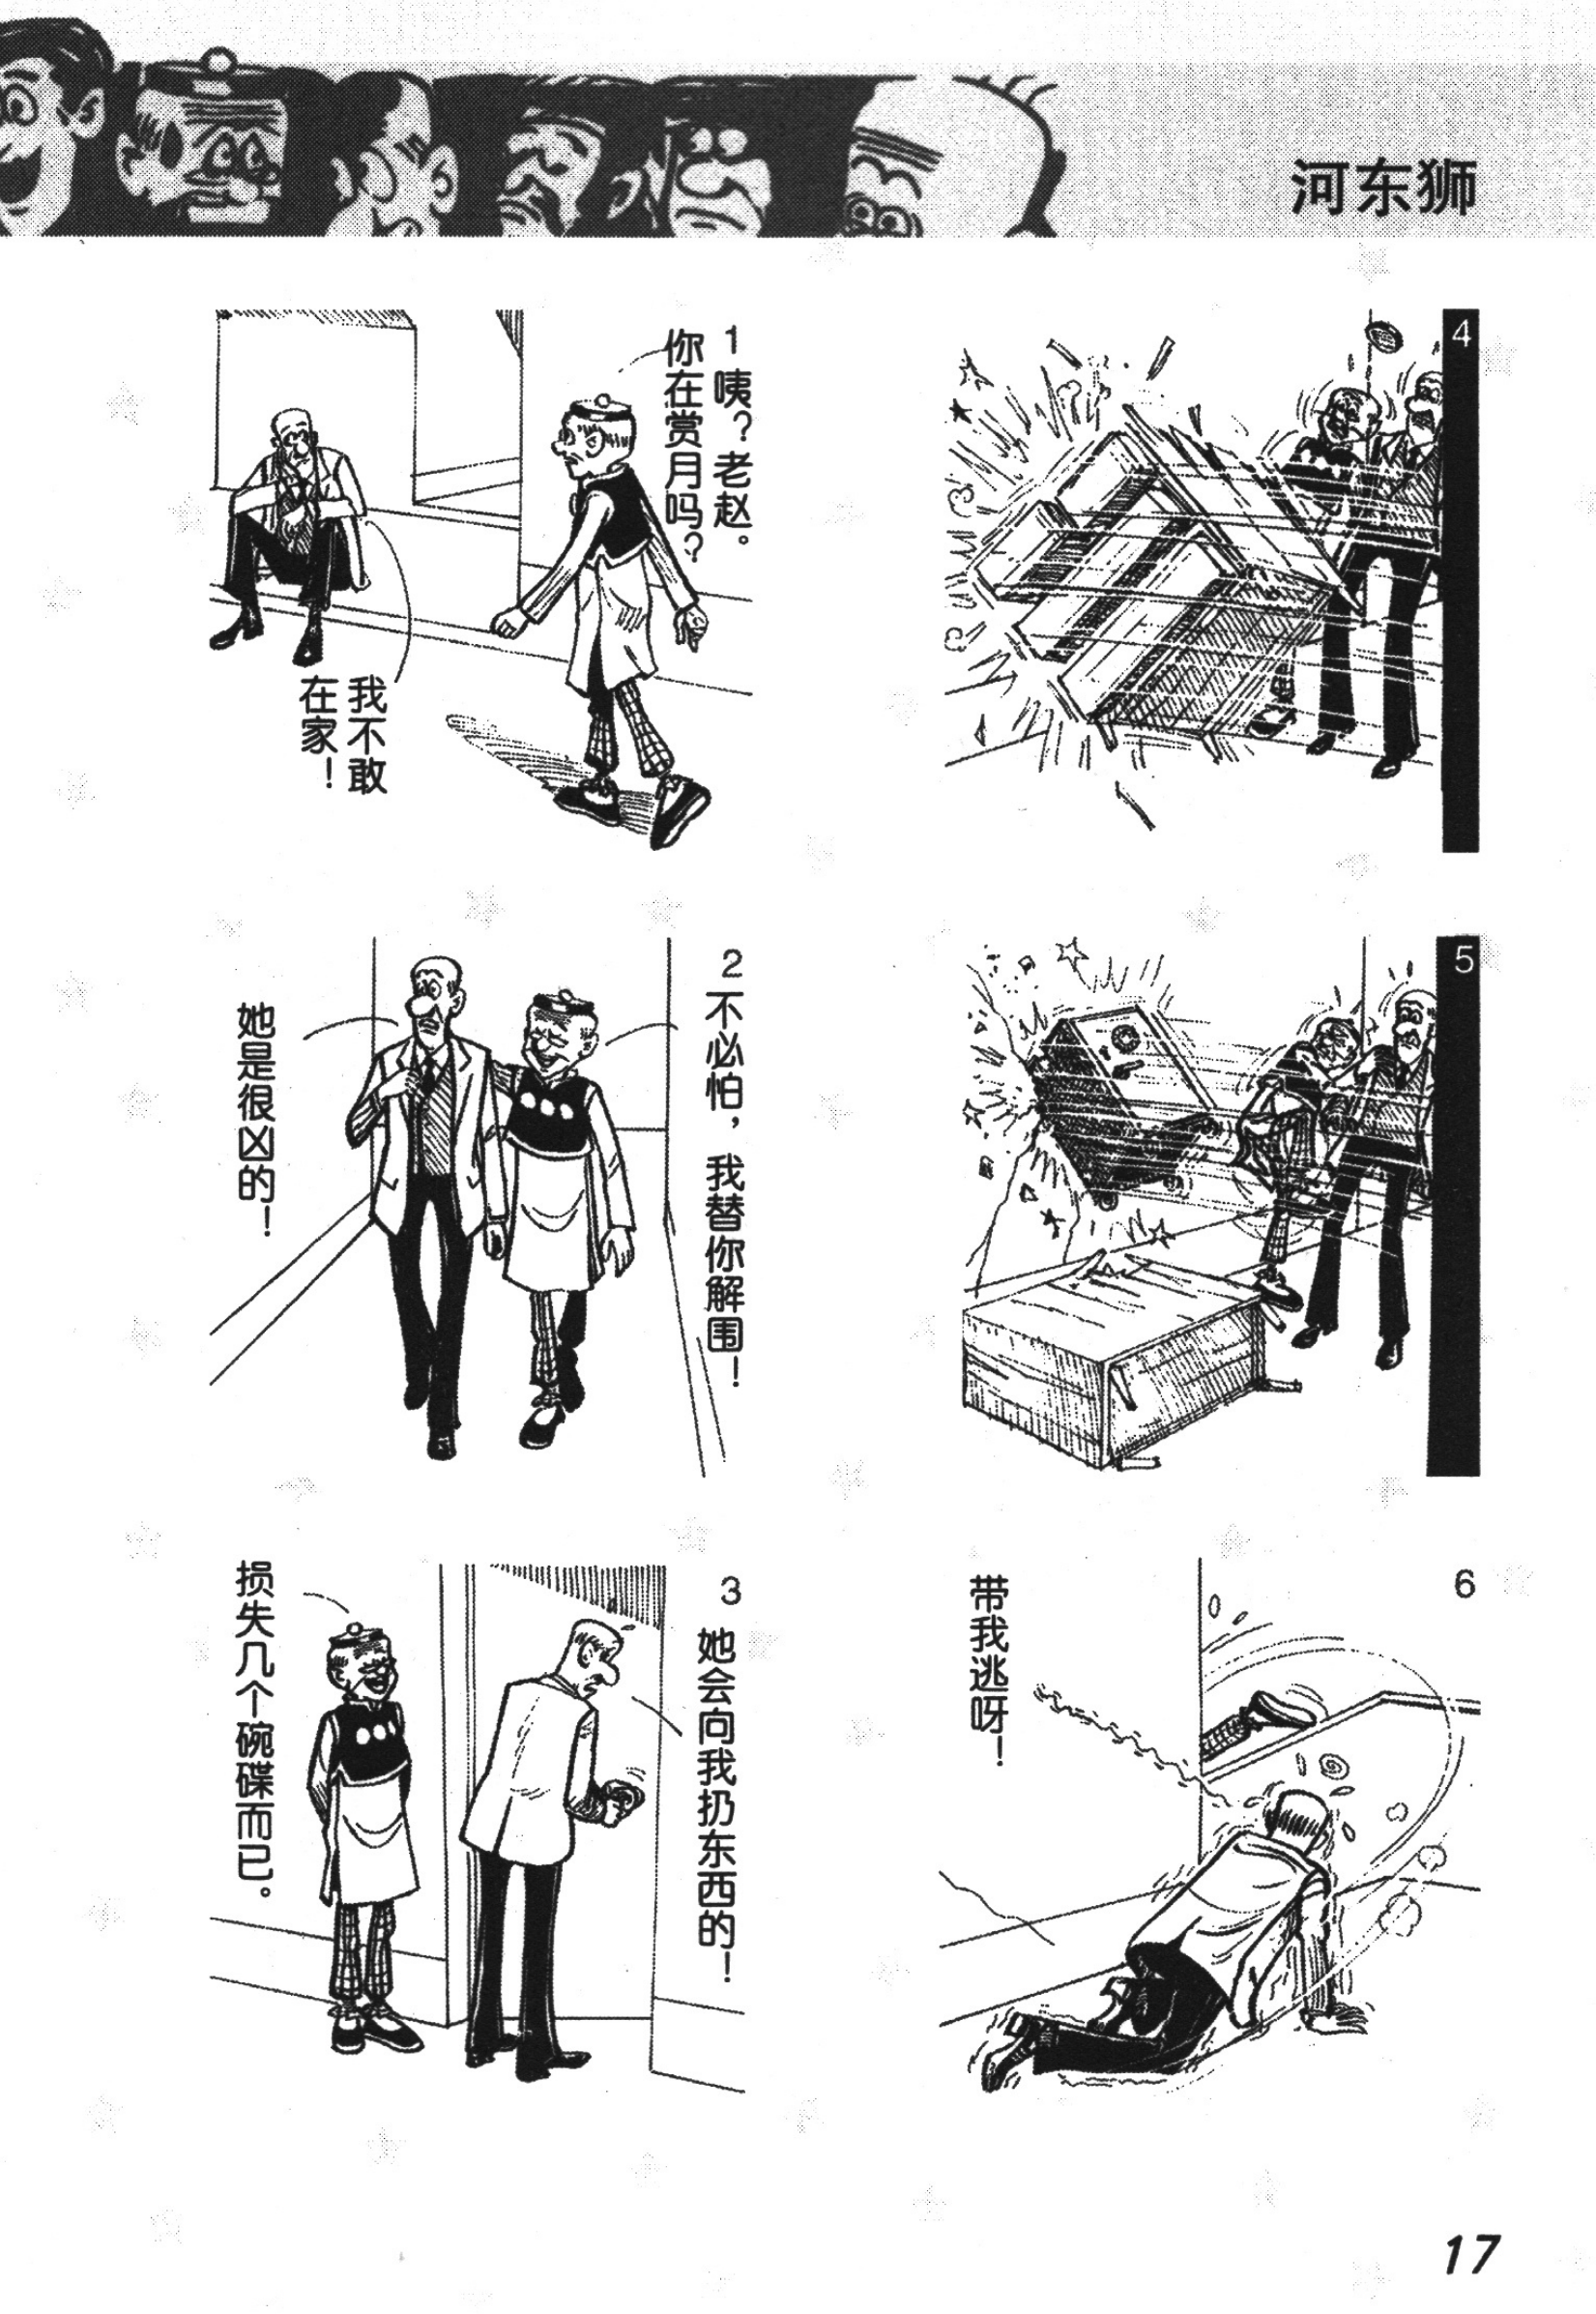 河东狮
1
咦？老赵。
你在赏月吗？
我不敢
在家！
2
不必怕，我替你解围！
她是很凶的！
3
她会向我扔东西的！
损失几个碗碟而已。
4
5
6
带我逃呀！
17